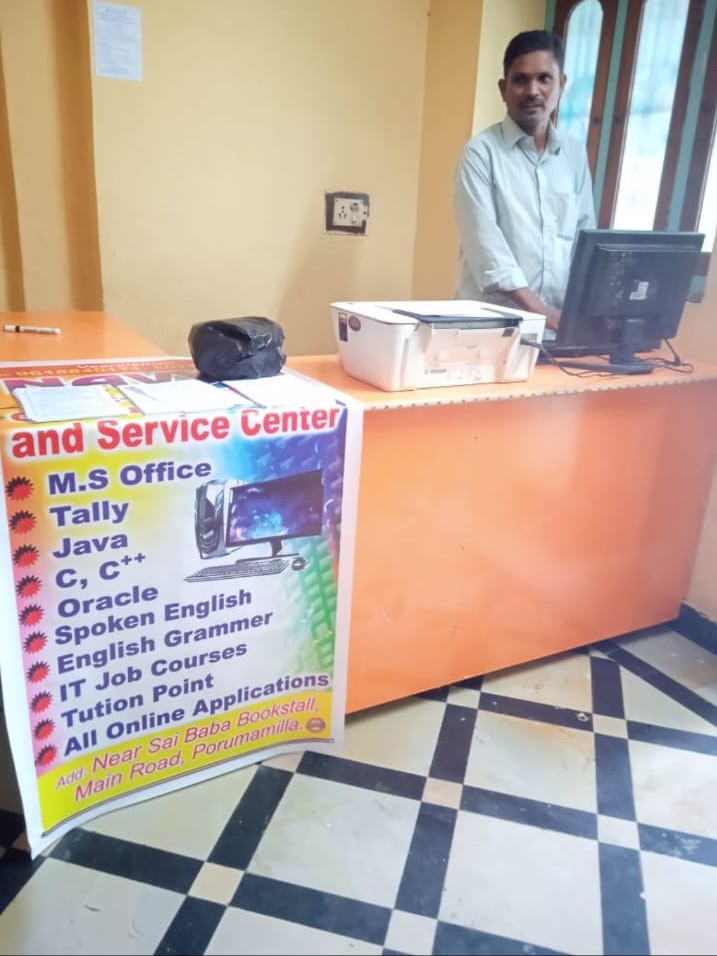 and Service Center
M.S Office
Tally
Java
C, C++
Oracle
Spoken English
English Grammer
IT Job Courses
Tution Point
All Online Applications
Add: Near Sai Baba Bookstall,
Main Road, Porumamilla.